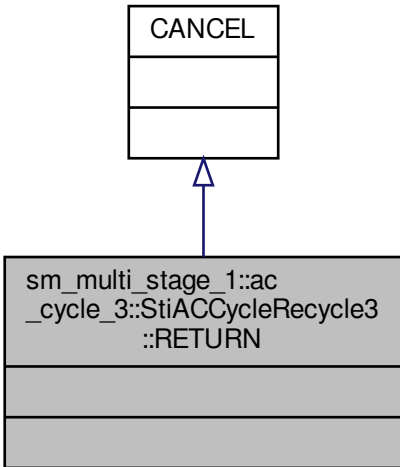 CANCEL
sm_multi_stage_1::ac
_cycle_3::StiACCycleRecycle3
::RETURN